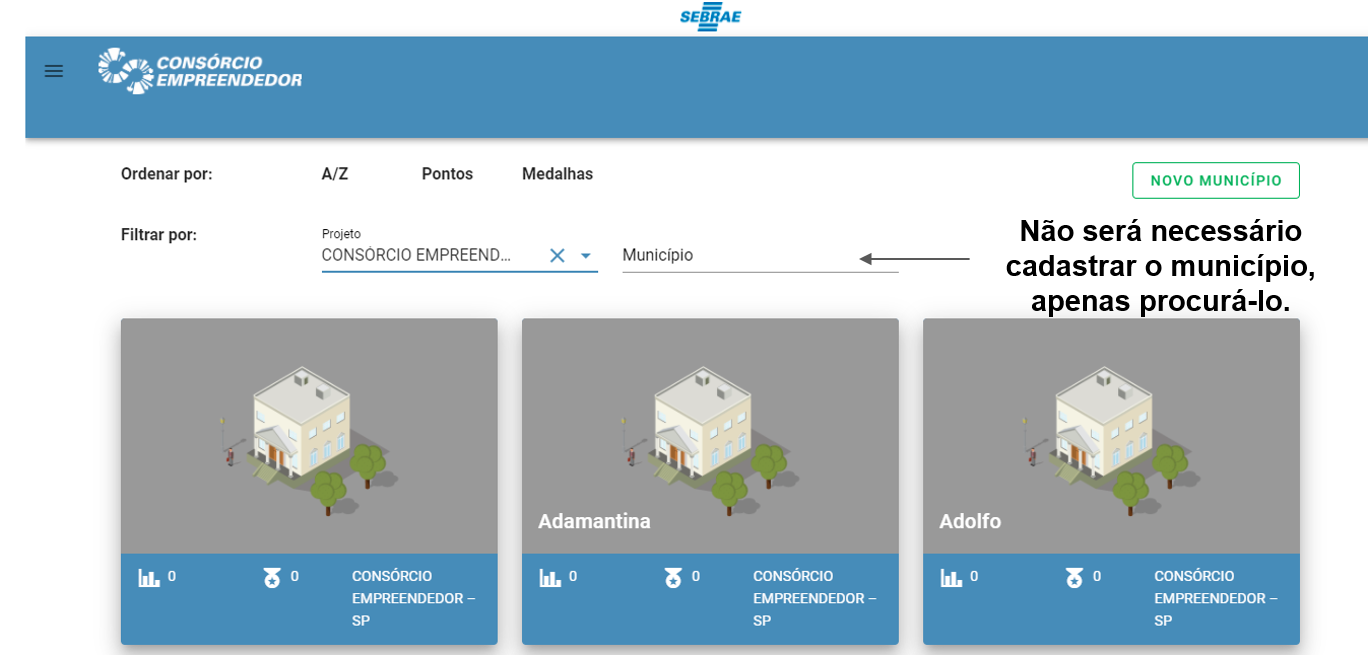 SEBRAE
CONSÓRCIO
EMPREENDEDOR
Ordenar por: A/Z Pontos Medalhas
NOVO MUNICÍPIO
Filtrar por:
Projeto
CONSÓRCIO EMPREEND...
Município
Não será necessário
cadastrar o município,
apenas procurá-lo.
Adamantina
Adolfo
0 0 CONSÓRCIO
EMPREENDEDOR –
SP
0 0 CONSÓRCIO
EMPREENDEDOR –
SP
0 0 CONSÓRCIO
EMPREENDEDOR –
SP